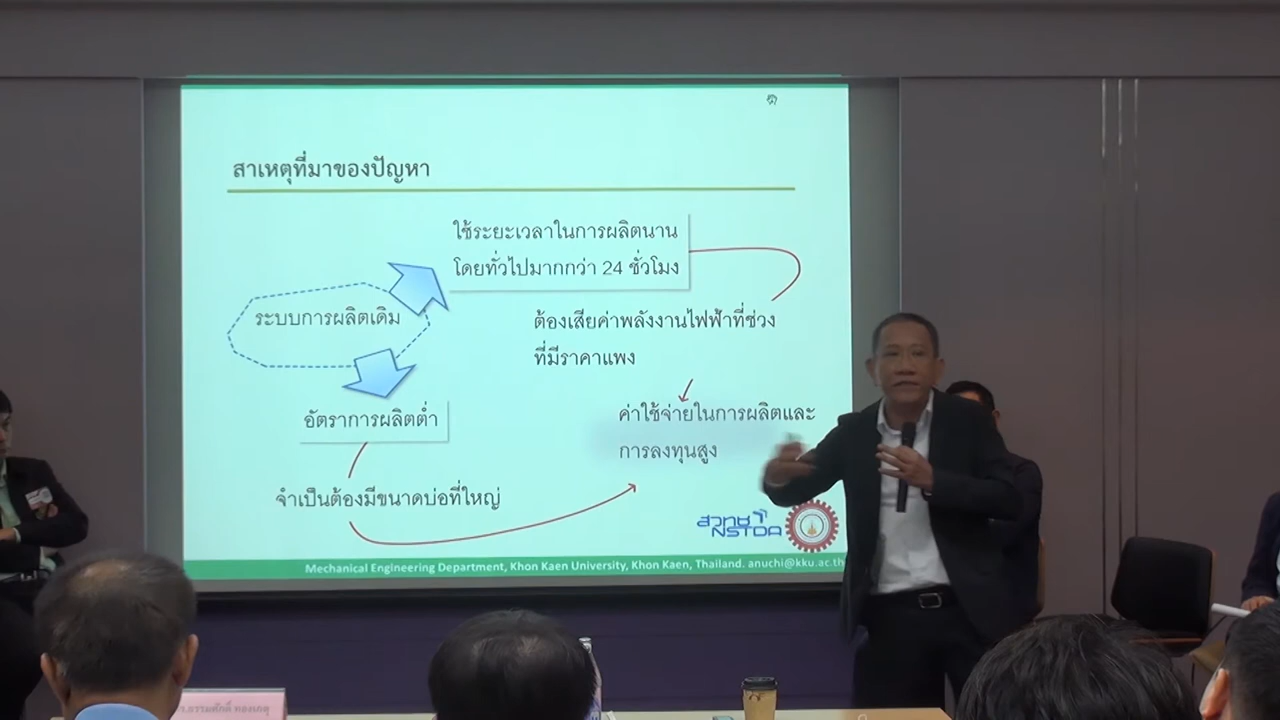 สาเหตุที่มาของปัญหา
ใช้ระยะเวลาในการผลิตนาน
โดยทั่วไปมากกว่า 24 ชั่วโมง
ระบบการผลิตเดิม
ต้องเสียค่าพลังงานไฟฟ้าที่ช่วง
ที่มีราคาแพง
อัตราการผลิตต่ำ
ค่าใช้จ่ายในการผลิตและ
การลงทุนสูง
จำเป็นต้องมีขนาดบ่อที่ใหญ่
สวทช
NSTDA
Mechanical Engineering Department, Khon Kaen University, Khon Kaen, Thailand. anuchi@kku.ac.th